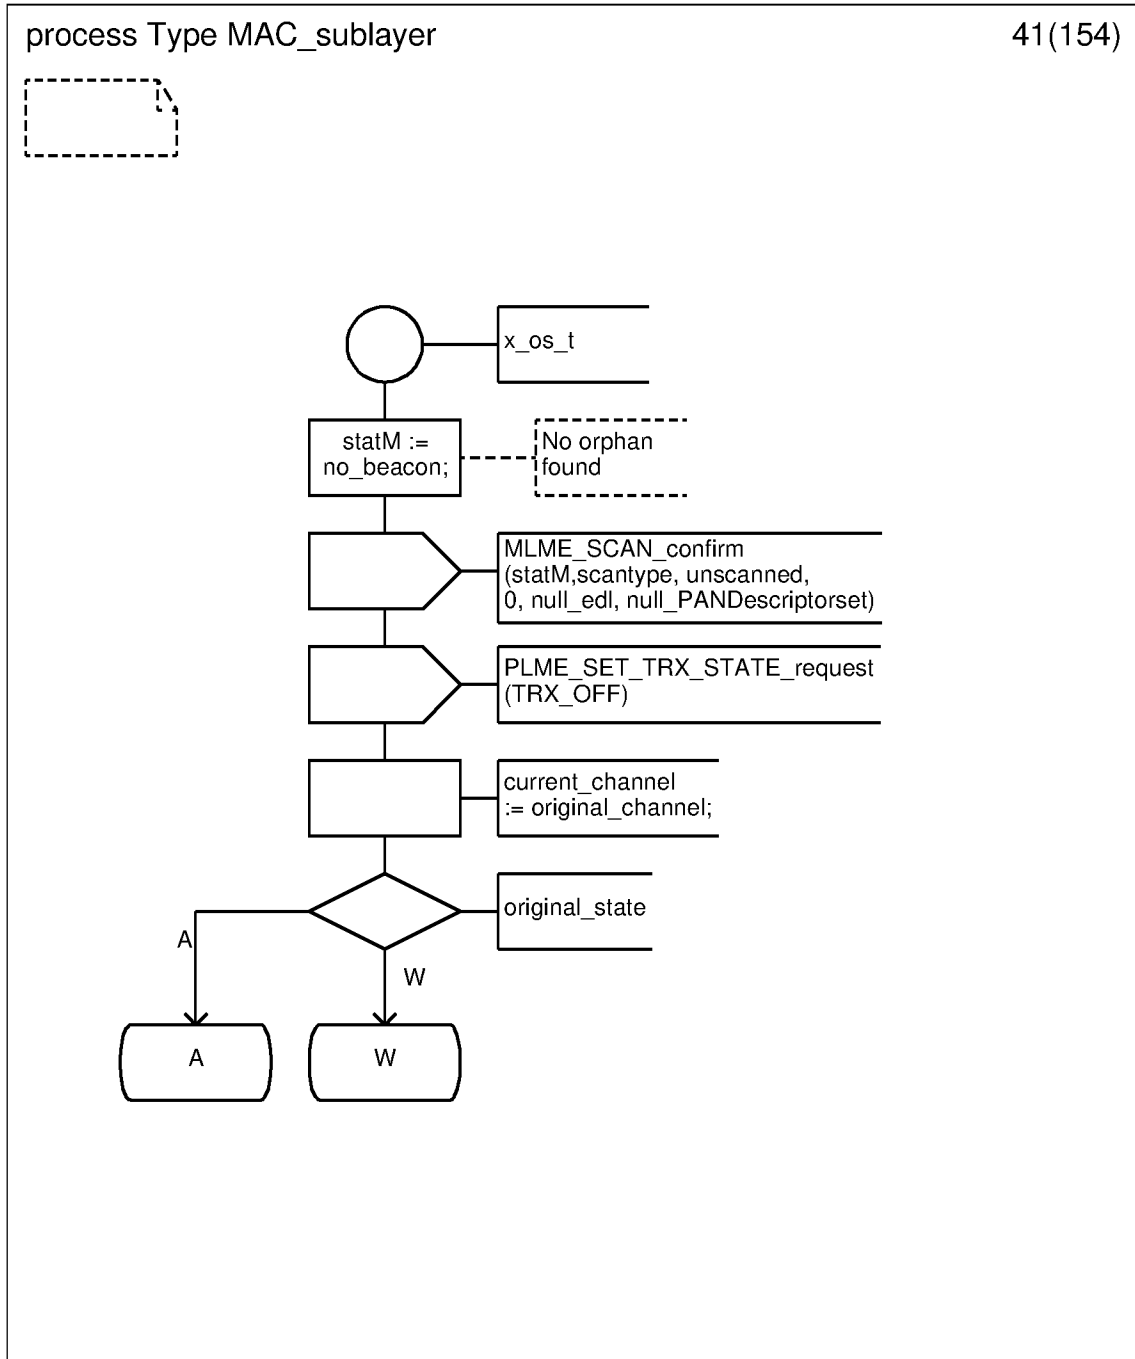 process Type MAC_sublayer
41(154)
x_os_t
statM :=
no_beacon;
No orphan
found
MLME_SCAN_confirm
(statM,scantype, unscanned,
0, null_edl, null_PANDescriptorset)
PLME_SET_TRX_STATE_request
(TRX_OFF)
current_channel
:= original_channel;
original_state
A
W
A
W